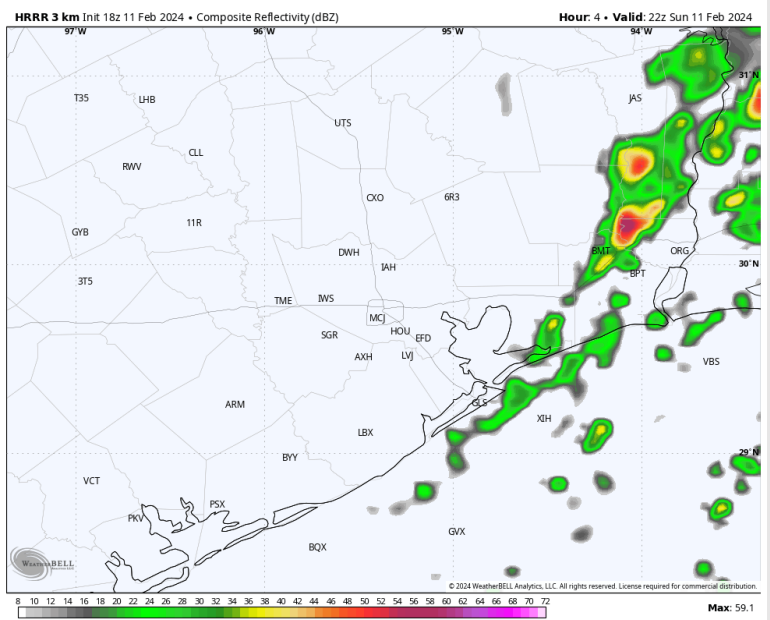 HRRR 3 km Init 18z 11 Feb 2024 • Composite Reflectivity (dBZ) Hour: 4 • Valid: 22z Sun 11 Feb 2024
97°W 96°W 95°W 94°W
31°N
T35 LHB JAS
UTS
CLL
RWV
OXO 6R3
11R
GYB
DWH BMT ORG
IAH 30°N
BPT
3T5
TME IWS
MCJ
SGR HOU EFD
AXH LVJ VBS
ARM GLS
XIH
LBX
29°N
BYY
VCT
PSX
PKV
GVX
BQX
WEATHERBELL
© 2024 WeatherBELL Analytics, LLC. All rights reserved. License required for commercial distribution.
8 10 12 14 16 18 20 22 24 26 28 30 32 34 36 38 40 42 44 46 48 50 52 54 56 58 60 62 64 66 68 70 72
Max: 59.1